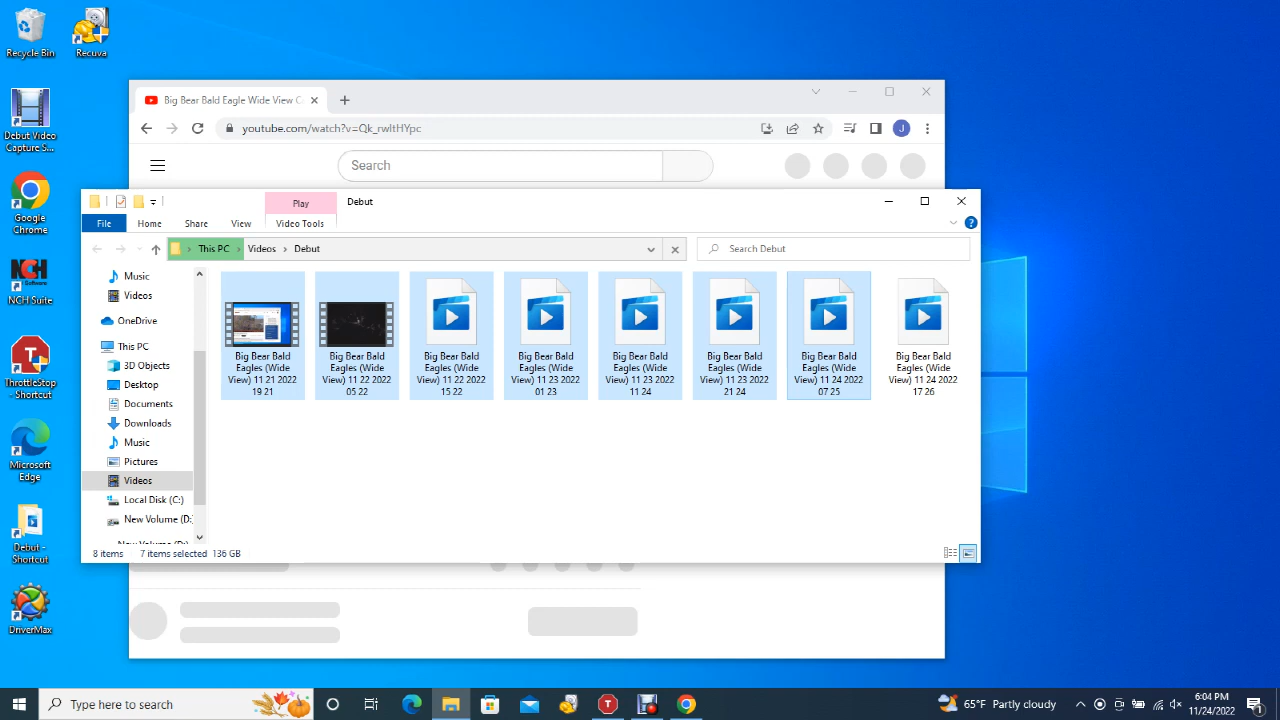 Recycle Bin
Recuva
Debut Video
Capture S...
Google
Chrome
NCH Suite
ThrottleStop
- Shortcut
Microsoft
Edge
Debut -
Shortcut
DriverMax
Big Bear Bald Eagle Wide View C
youtube.com/watch?v=Qk_rwltHYpc
J
Search
Play
Debut
File
Home
Share
View
Video Tools
This PC
Videos
Debut
Search Debut
Music
Videos
OneDrive
This PC
3D Objects
Desktop
Documents
Downloads
Music
Pictures
Videos
Local Disk (C:)
New Volume (D:
Big Bear Bald
Eagles (Wide
View) 11 21 2022
19 21
Big Bear Bald
Eagles (Wide
View) 11 22 2022
05 22
Big Bear Bald
Eagles (Wide
View) 11 22 2022
15 22
Big Bear Bald
Eagles (Wide
View) 11 23 2022
01 23
Big Bear Bald
Eagles (Wide
View) 11 23 2022
11 24
Big Bear Bald
Eagles (Wide
View) 11 23 2022
21 24
Big Bear Bald
Eagles (Wide
View) 11 24 2022
07 25
Big Bear Bald
Eagles (Wide
View) 11 24 2022
17 26
8 items
7 items selected 136 GB
Type here to search
65°F Partly cloudy
6:04 PM
11/24/2022
1